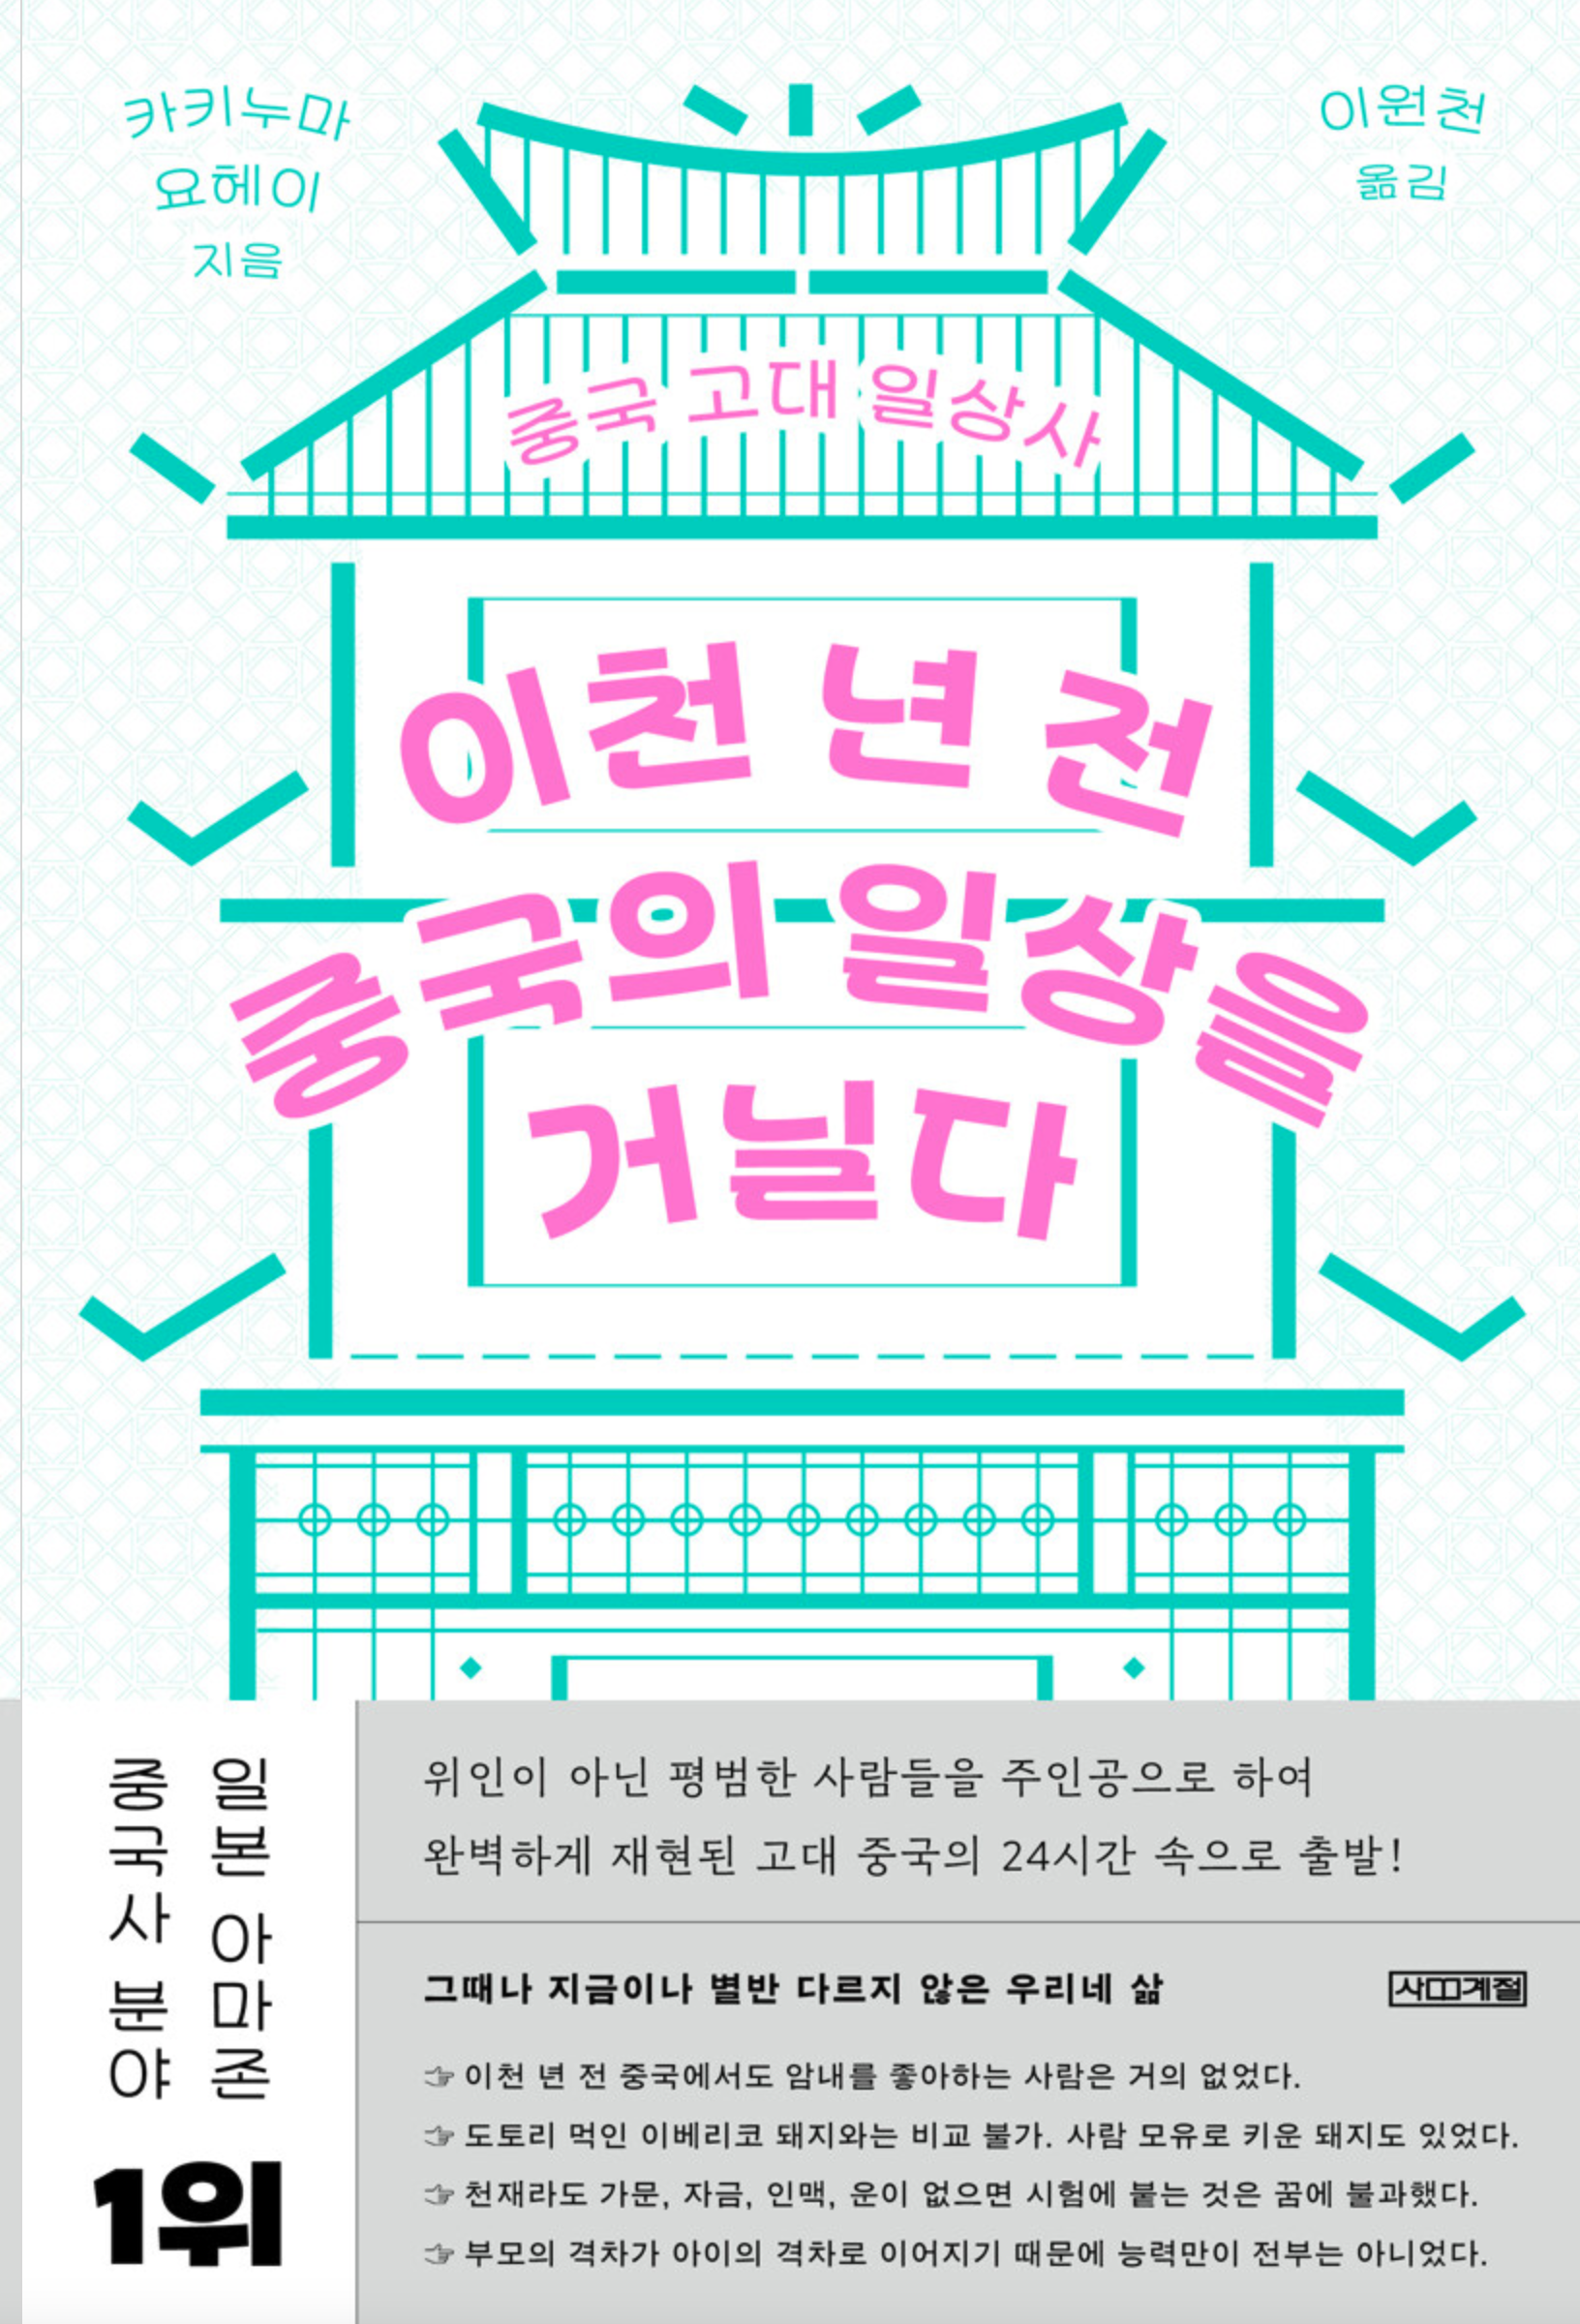 카키누마
요헤이
지음
이원천
옮김
중국 고대 일상사
이천 년 전
중국의 일상을
거닐다
일본 아마존
중국사 분야
1위
위인이 아닌 평범한 사람들을 주인공으로 하여
완벽하게 재현된 고대 중국의 24시간 속으로 출발!
그때나 지금이나 별반 다르지 않은 우리네 삶
사계절
☞ 이천 년 전 중국에서도 암내를 좋아하는 사람은 거의 없었다.
☞ 도토리 먹인 이베리코 돼지와는 비교 불가. 사람 모유로 키운 돼지도 있었다.
☞ 천재라도 가문, 자금, 인맥, 운이 없으면 시험에 붙는 것은 꿈에 불과했다.
☞ 부모의 격차가 아이의 격차로 이어지기 때문에 능력만이 전부는 아니었다.